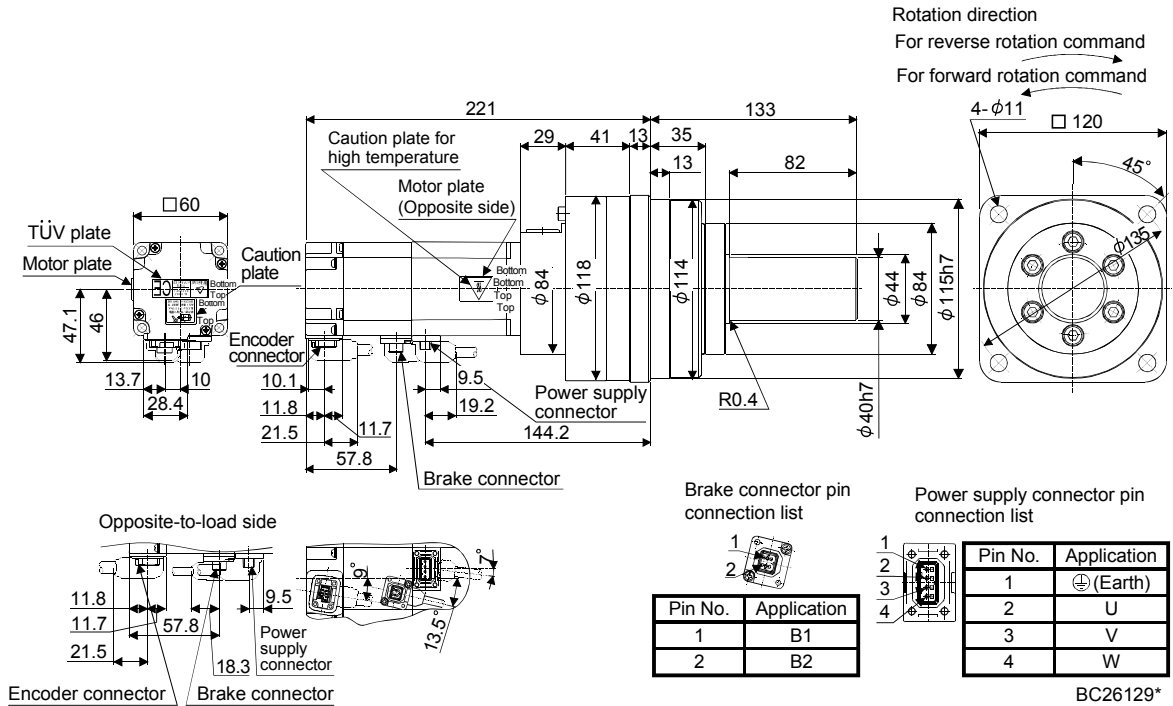 Rotation direction
For reverse rotation command
For forward rotation command
221
133
4-ϕ11
□ 120
29
41
13
35
45°
Caution plate for
high temperature
13
82
Motor plate
(Opposite side)
□60
TÜV plate
Motor plate
Caution
plate
Bottom
Top
Bottom
Top
Bottom
Bottom
Top
Top
ϕ84
ϕ118
ϕ114
ϕ44
ϕ84
ϕ115h7
ϕ135
47.1
46
Encoder
connector
13.7
10
28.4
10.1
11.8
21.5
11.7
57.8
9.5
19.2
Power supply
connector
144.2
R0.4
ϕ40h7
Brake connector
Opposite-to-load side
11.8
11.7
57.8
21.5
18.3
9.5
Power
supply
connector
Encoder connector
Brake connector
9°
7°
13.5°
Brake connector pin
connection list
1
2
Pin No. Application
1 B1
2 B2
Power supply connector pin
connection list
1
2
3
4
Pin No. Application
1 (Earth)
2 U
3 V
4 W
BC26129*